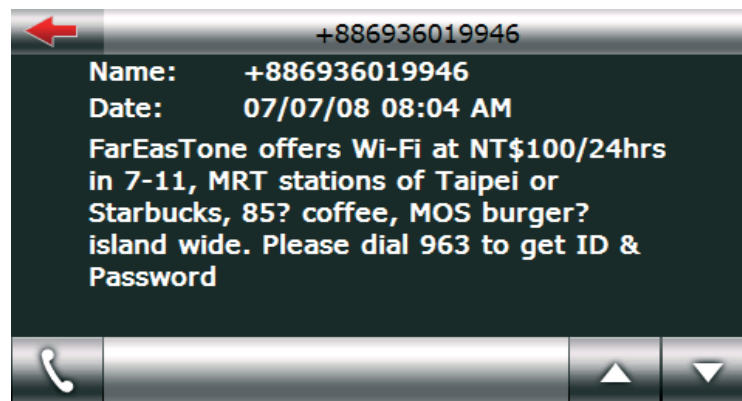 +886936019946
Name: +886936019946
Date: 07/07/08 08:04 AM
FarEasTone offers Wi-Fi at NT$100/24hrs
in 7-11, MRT stations of Taipei or
Starbucks, 85? coffee, MOS burger?
island wide. Please dial 963 to get ID &
Password